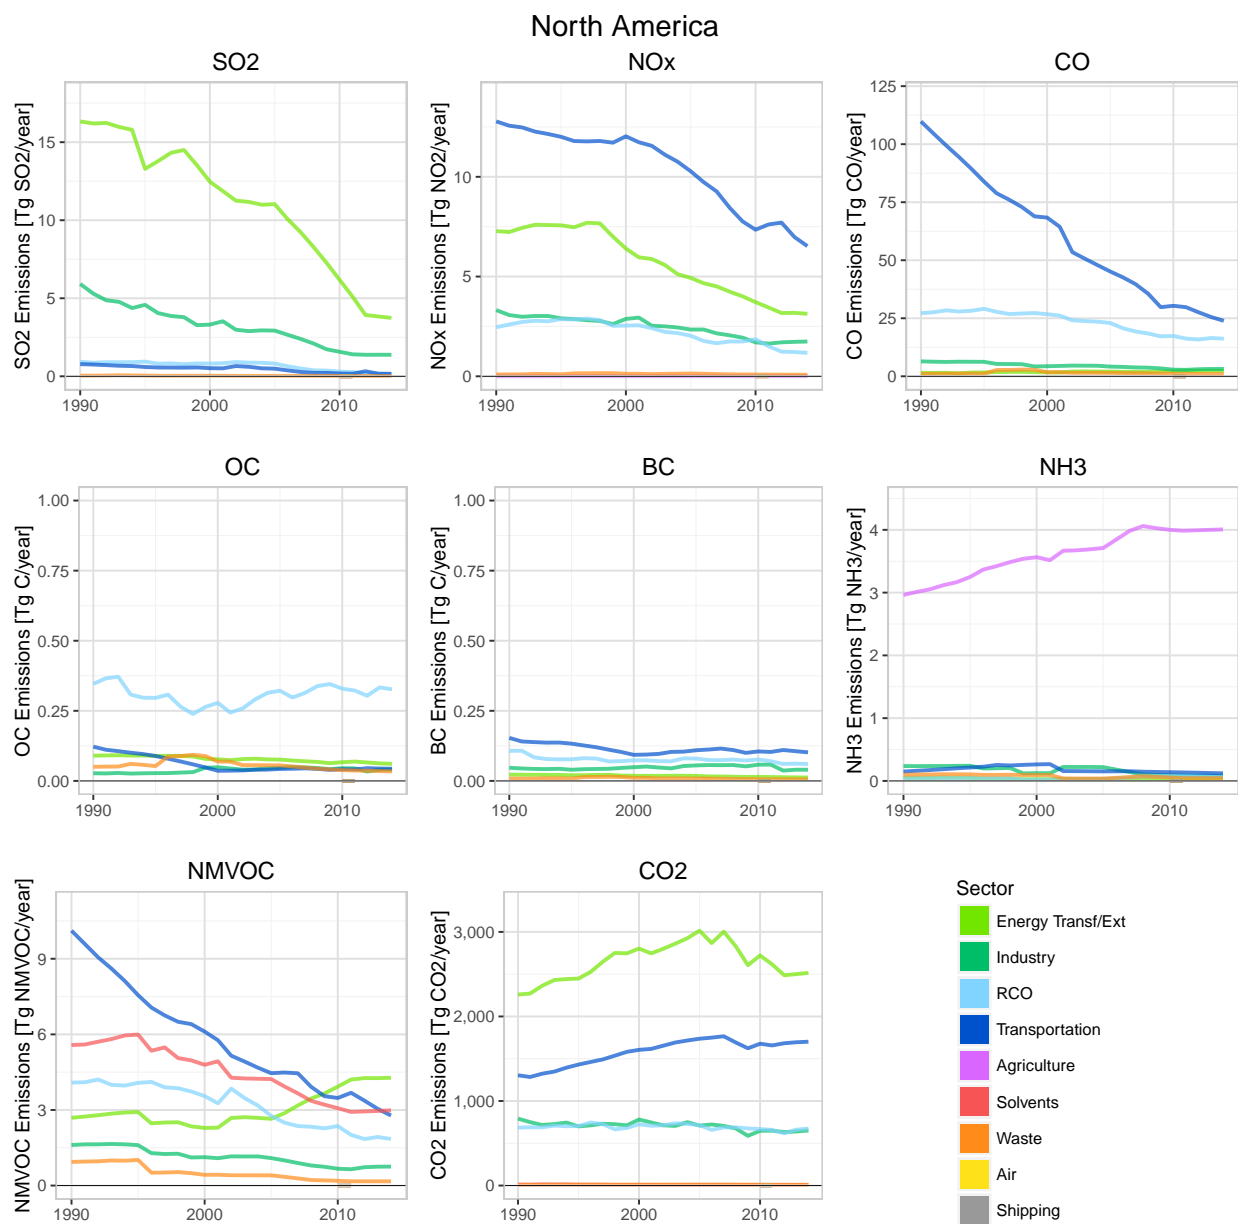 North America
SO2
NOx
CO
SO2 Emissions [Tg SO2/year]
15
10
5
0
1990
2000
2010
NOx Emissions [Tg NO2/year]
10
5
0
1990
2000
2010
CO Emissions [Tg CO/year]
125
100
75
50
25
0
1990
2000
2010
OC
BC
NH3
OC Emissions [Tg C/year]
1.00
0.75
0.50
0.25
0.00
1990
2000
2010
BC Emissions [Tg C/year]
1.00
0.75
0.50
0.25
0.00
1990
2000
2010
NH3 Emissions [Tg NH3/year]
4
3
2
1
0
1990
2000
2010
NMVOC
CO2
NMVOC Emissions [Tg NMVOC/year]
9
6
3
0
1990
2000
2010
CO2 Emissions [Tg CO2/year]
3,000
2,000
1,000
0
1990
2000
2010
Sector
Energy Transf/Ext
Industry
RCO
Transportation
Agriculture
Solvents
Waste
Air
Shipping